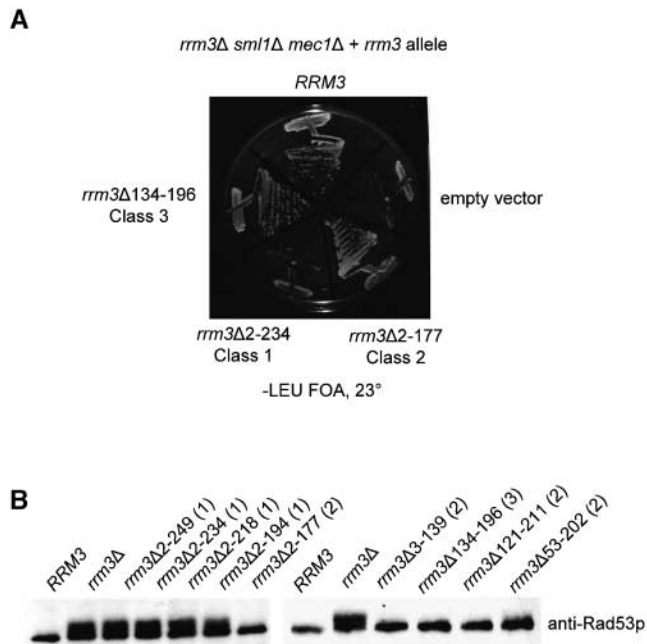 A
rrm3Δ sml1Δ mec1Δ + rrm3 allele
RRM3
rrm3Δ134-196
Class 3
empty vector
rrm3Δ2-234
Class 1
rrm3Δ2-177
Class 2
-LEU FOA, 23°
B
RRM3
rrm3Δ
rrm3Δ2-249 (1)
rrm3Δ2-234 (1)
rrm3Δ2-218 (1)
rrm3Δ2-194 (1)
rrm3Δ2-177 (2)
RRM3
rrm3Δ
rrm3Δ3-139 (2)
rrm3Δ134-196 (3)
rrm3Δ121-211 (2)
rrm3Δ53-202 (2)
anti-Rad53p